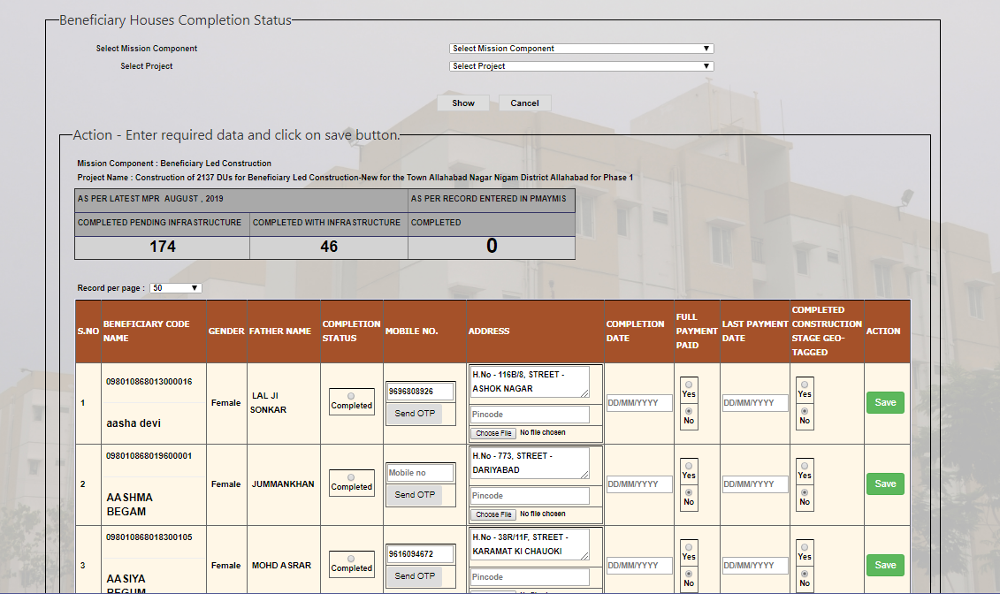 Beneficiary Houses Completion Status
Select Mission Component Select Mission Component
Select Project Select Project
Show Cancel
Action - Enter required data and click on save button.
Mission Component : Beneficiary Led Construction
Project Name : Construction of 2137 DUs for Beneficiary Led Construction-New for the Town Allahabad Nagar Nigam District Allahabad for Phase 1
AS PER LATEST MPR AUGUST , 2019 AS PER RECORD ENTERED IN PMAYMIS
COMPLETED PENDING INFRASTRUCTURE COMPLETED WITH INFRASTRUCTURE COMPLETED
174 46 0
Record per page : 50
S.NO BENEFICIARY CODE NAME GENDER FATHER NAME COMPLETION STATUS MOBILE NO. ADDRESS COMPLETION DATE FULL PAYMENT PAID LAST PAYMENT DATE COMPLETED CONSTRUCTION STAGE GEO-TAGGED ACTION
1
098010868013000016
aasha devi
Female
LAL JI
SONKAR
Completed
9696808926
Send OTP
H.No - 116B/8, STREET -
ASHOK NAGAR
Pincode
Choose File No file chosen
DD/MM/YYYY
Yes
No
DD/MM/YYYY
Yes
No
Save
2
098010868019600001
AASHMA
BEGAM
Female
JUMMANKHAN
Completed
Mobile no
Send OTP
H.No - 773, STREET -
DARIYABAD
Pincode
Choose File No file chosen
DD/MM/YYYY
Yes
No
DD/MM/YYYY
Yes
No
Save
3
098010868018300105
AASIYA
BEGUM
Female
MOHD ASRAR
Completed
9616094672
Send OTP
H.No - 38R/11F, STREET -
KARAMAT KI CHAUOKI
Pincode
DD/MM/YYYY
Yes
No
DD/MM/YYYY
Yes
No
Save